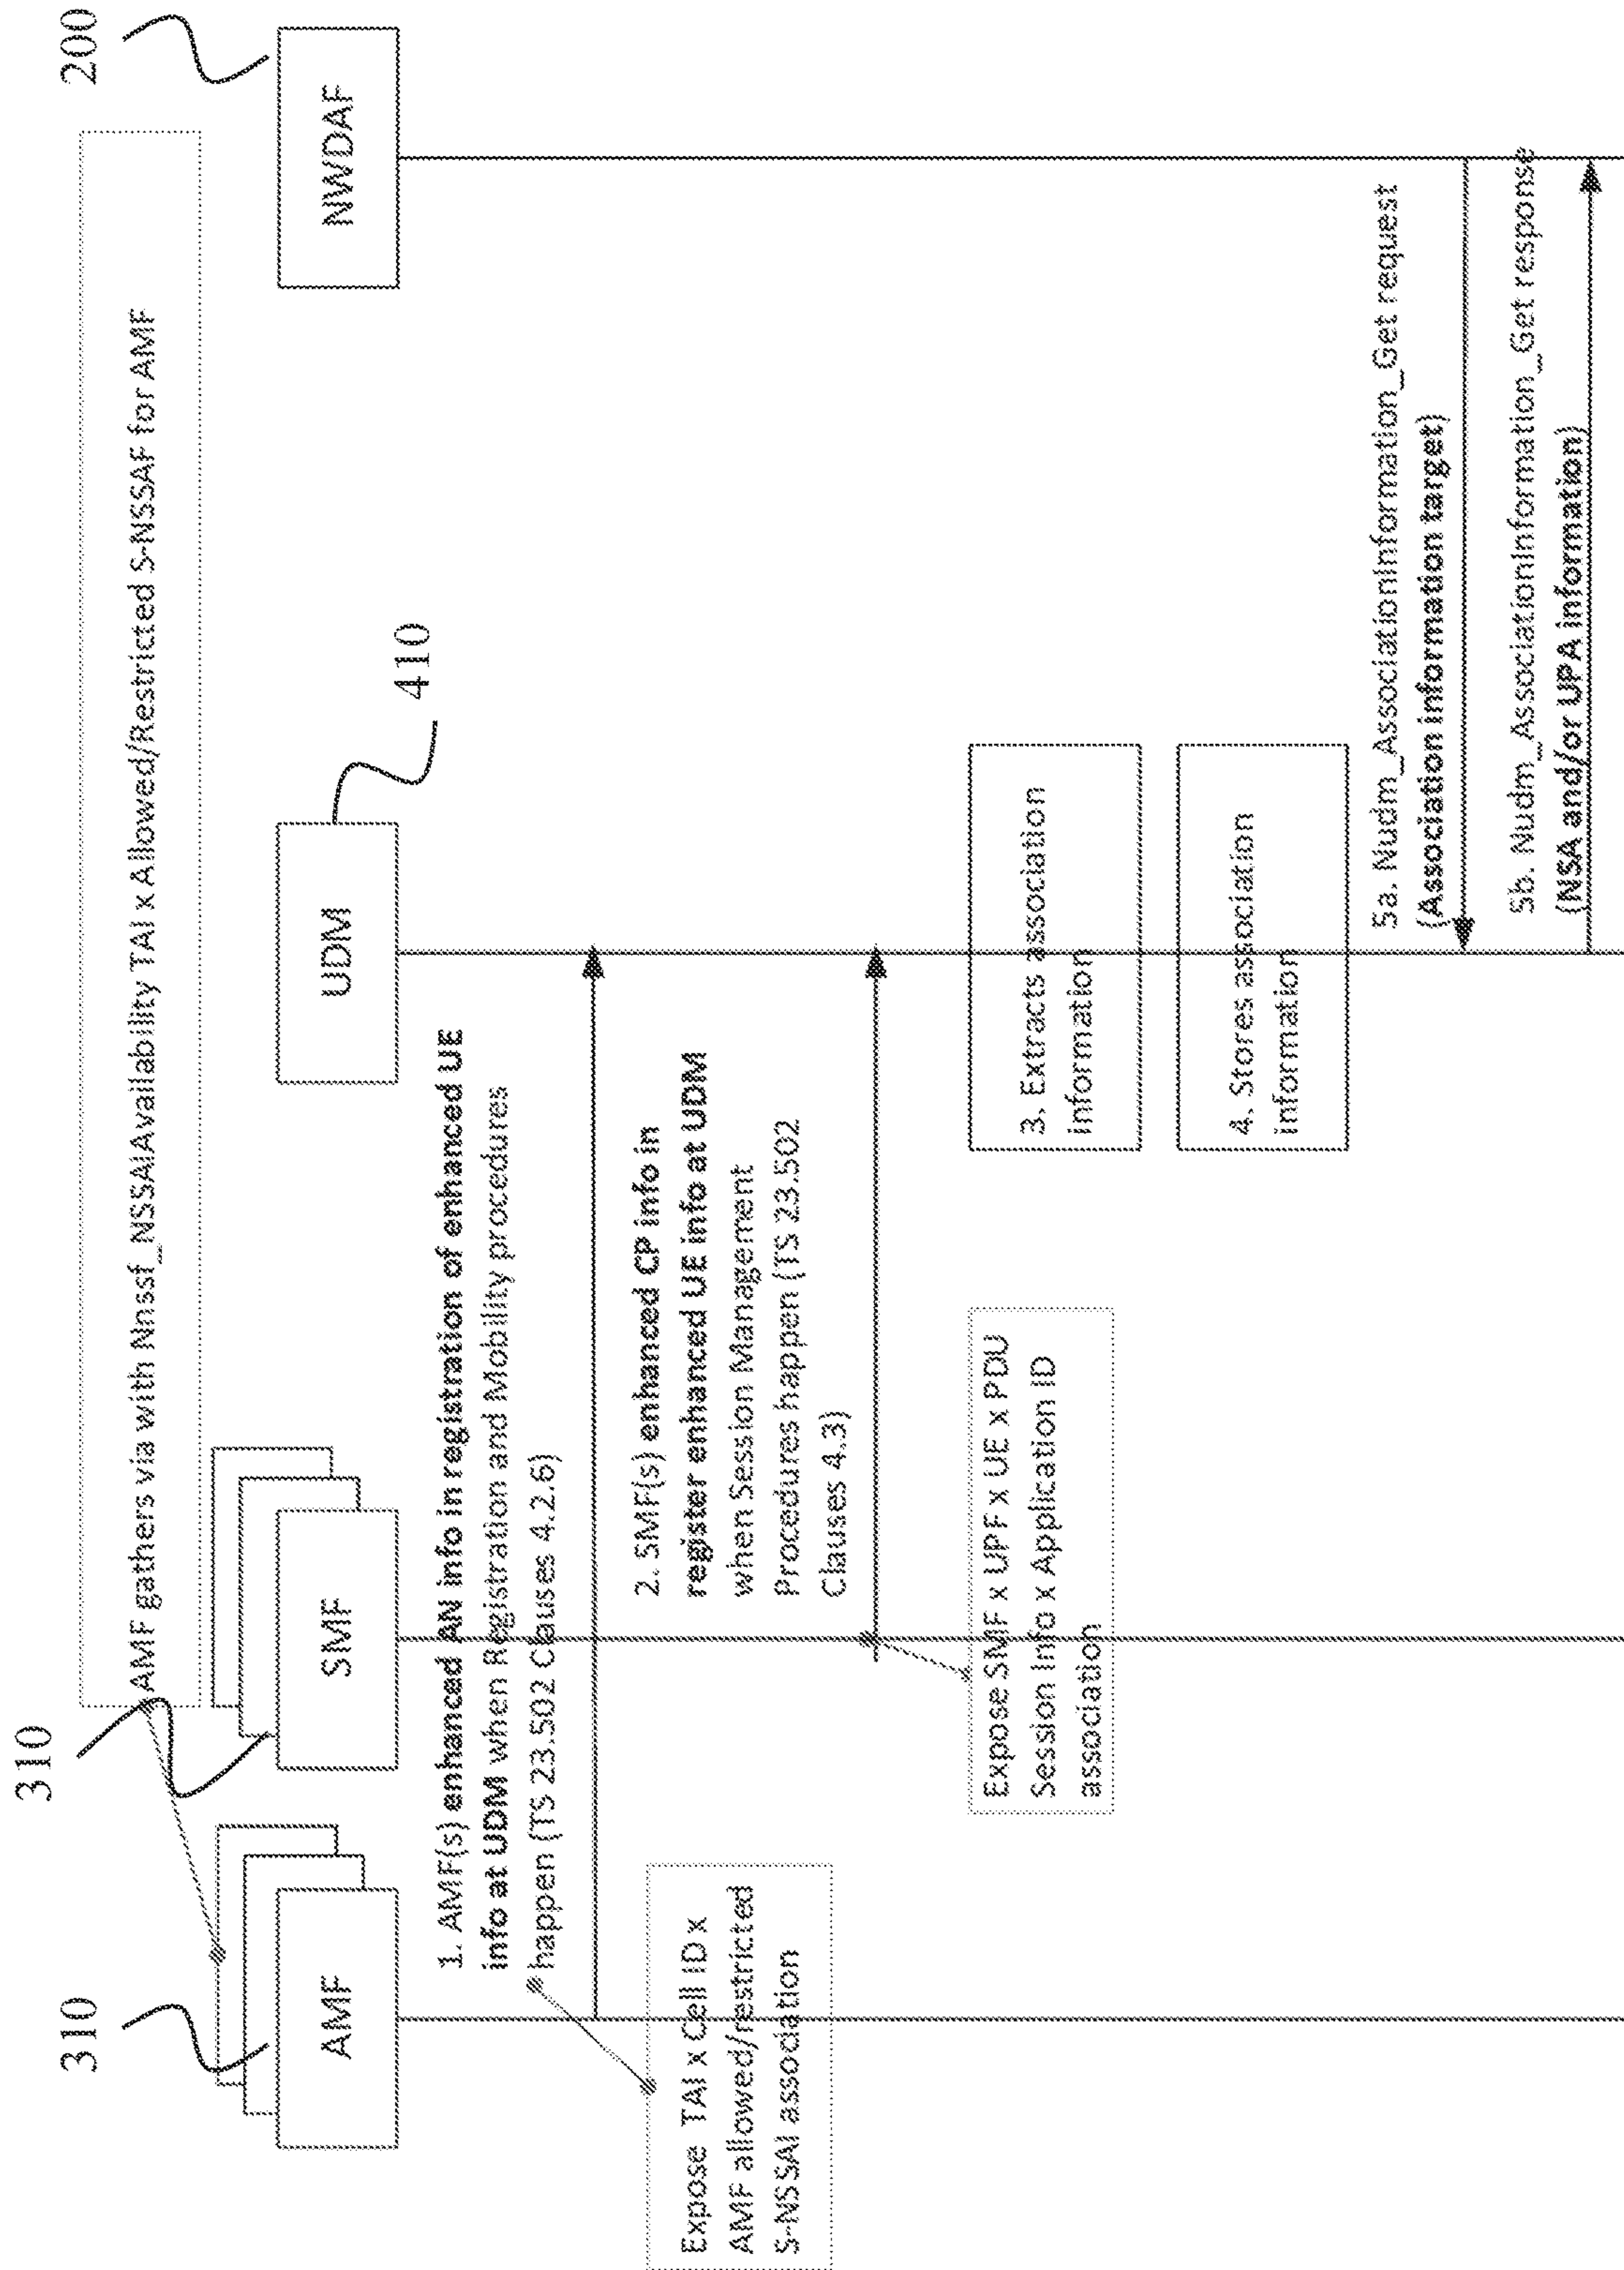 AMF gathers via with Nnssf_NSSAIAvailability TAI x Allowed/Restricted S-NSSAF for AMF
310
310
410
200
AMF
SMF
UDM
NWDAF
1. AMF(s) enhanced AN info in registration of enhanced UE
info at UDM when Registration and Mobility procedures
happen (TS 23.502 Clauses 4.2.6)
Expose TAI x Cell ID x
AMF allowed/restricted
S-NSSAI association
2. SMF(s) enhanced CP info in
register enhanced UE info at UDM
when Session Management
Procedures happen (TS 23.502
Clauses 4.3)
Expose SMF x UPF x UE x PDU
Session Info x Application ID
association
3. Extracts association
information
4. Stores association
information
5a. Nudm_AssociationInformation_Get request
(Association information target)
5b. Nudm_AssociationInformation_Get response
(NSA and/or UPA information)